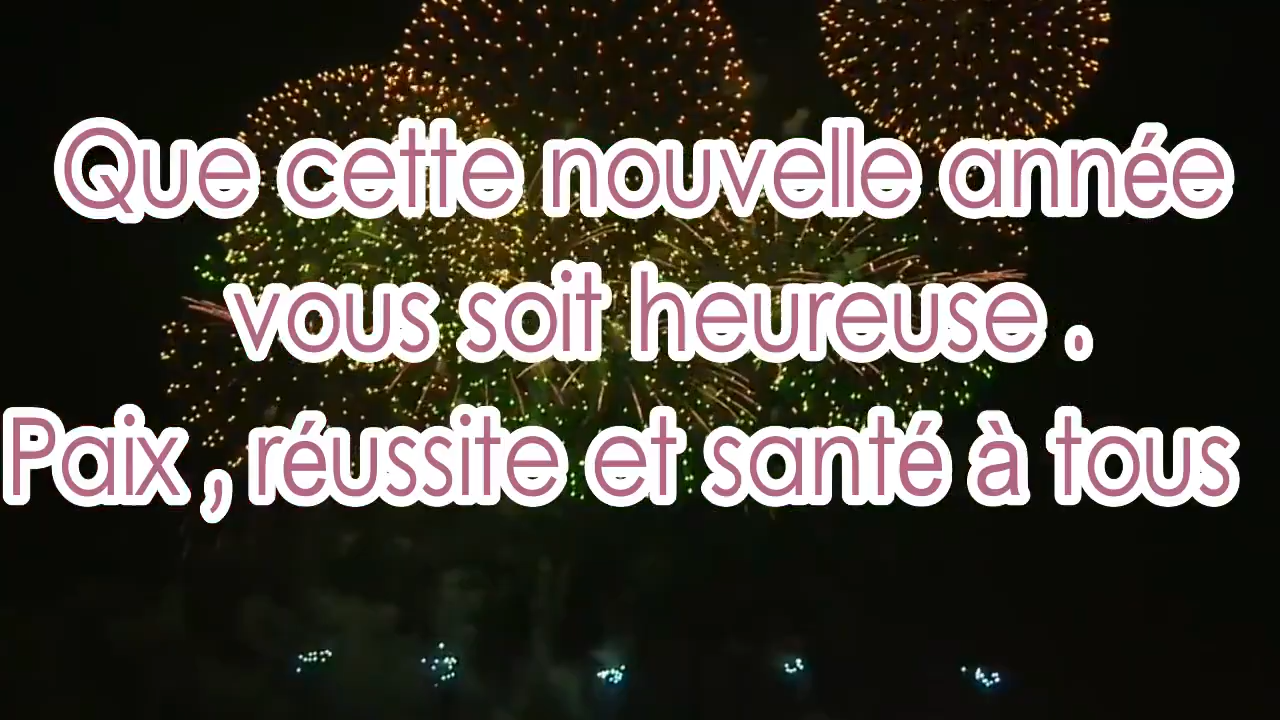 Que cette nouvelle année
vous soit heureuse .
Paix , réussite et santé à tous